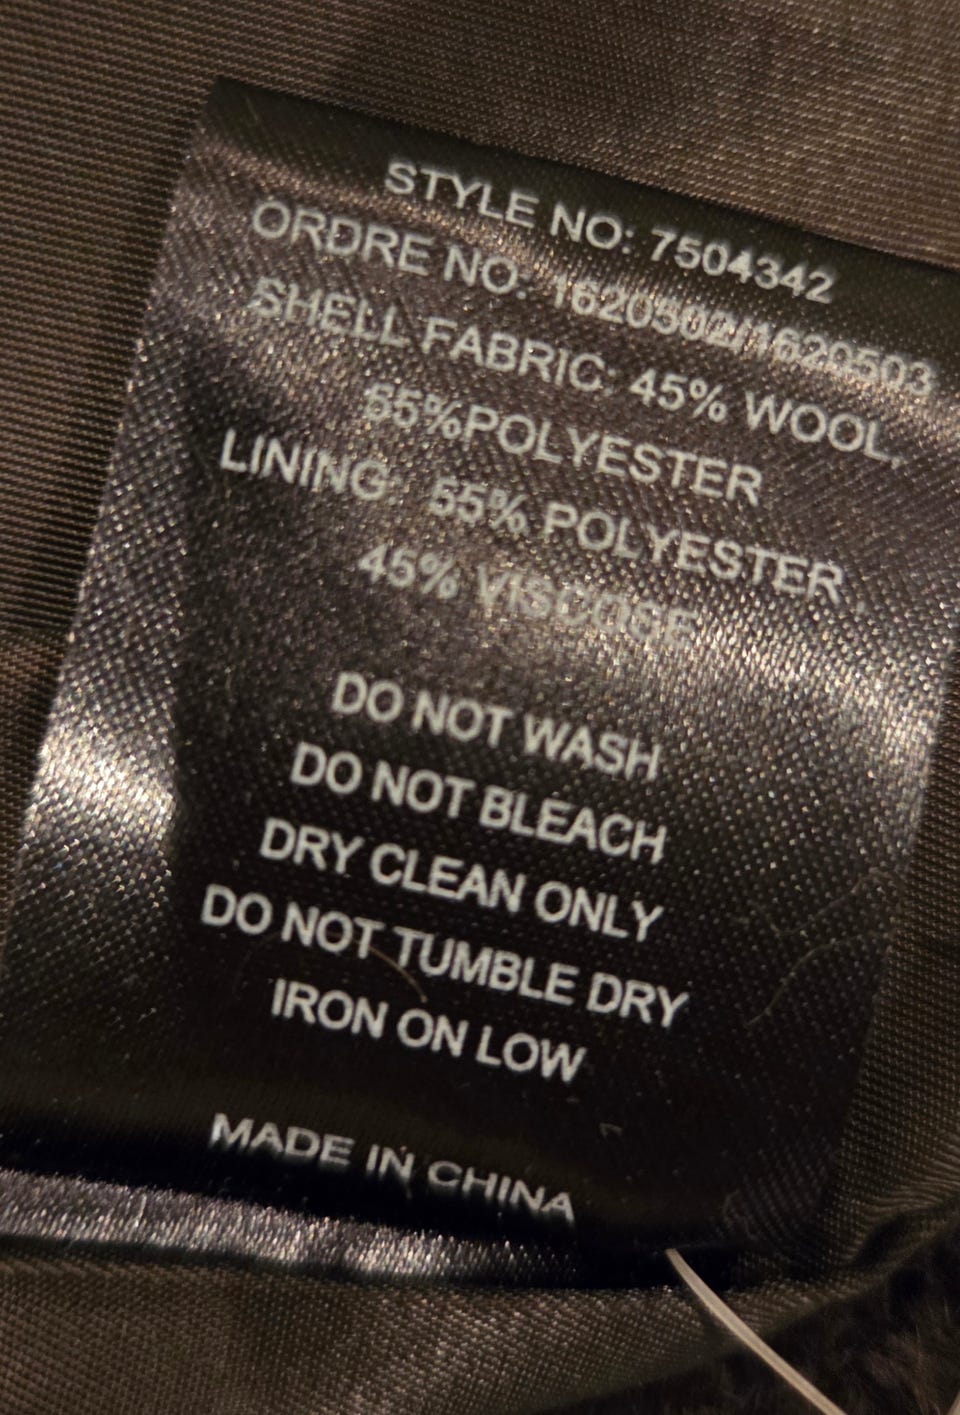 STYLE NO: 7504342
ORDRE NO: 1620502/1620503
SHELL FABRIC: 45% WOOL,
55%POLYESTER
LINING: 55% POLYESTER,
45% VISCOSE
DO NOT WASH
DO NOT BLEACH
DRY CLEAN ONLY
DO NOT TUMBLE DRY
IRON ON LOW
MADE IN CHINA